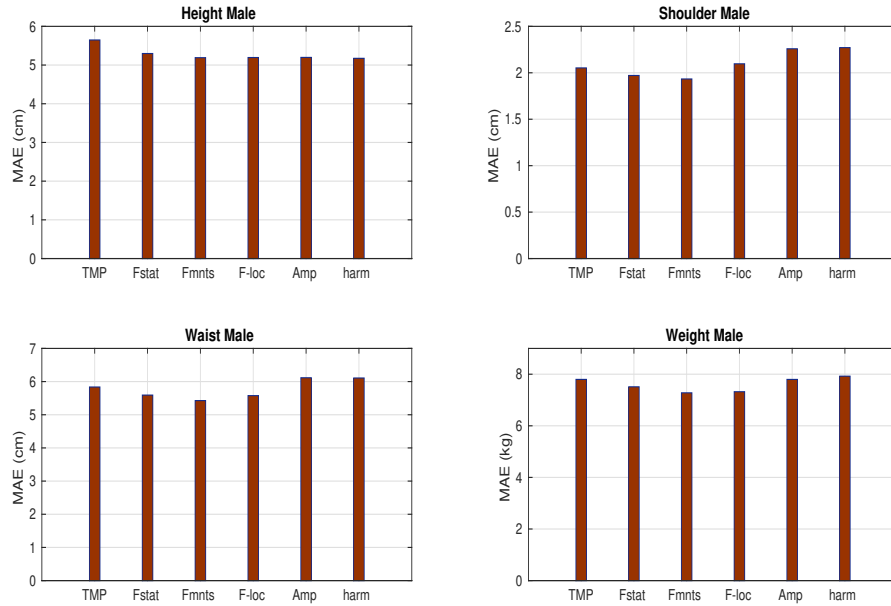 Height Male
6
5
4
3
2
1
0
MAE (cm)
TMP Fstat Fmnts F-loc Amp harm
Shoulder Male
2.5
2
1.5
1
0.5
0
MAE (cm)
TMP Fstat Fmnts F-loc Amp harm
Waist Male
7
6
5
4
3
2
1
0
MAE (cm)
TMP Fstat Fmnts F-loc Amp harm
Weight Male
8
6
4
2
0
MAE (kg)
TMP Fstat Fmnts F-loc Amp harm